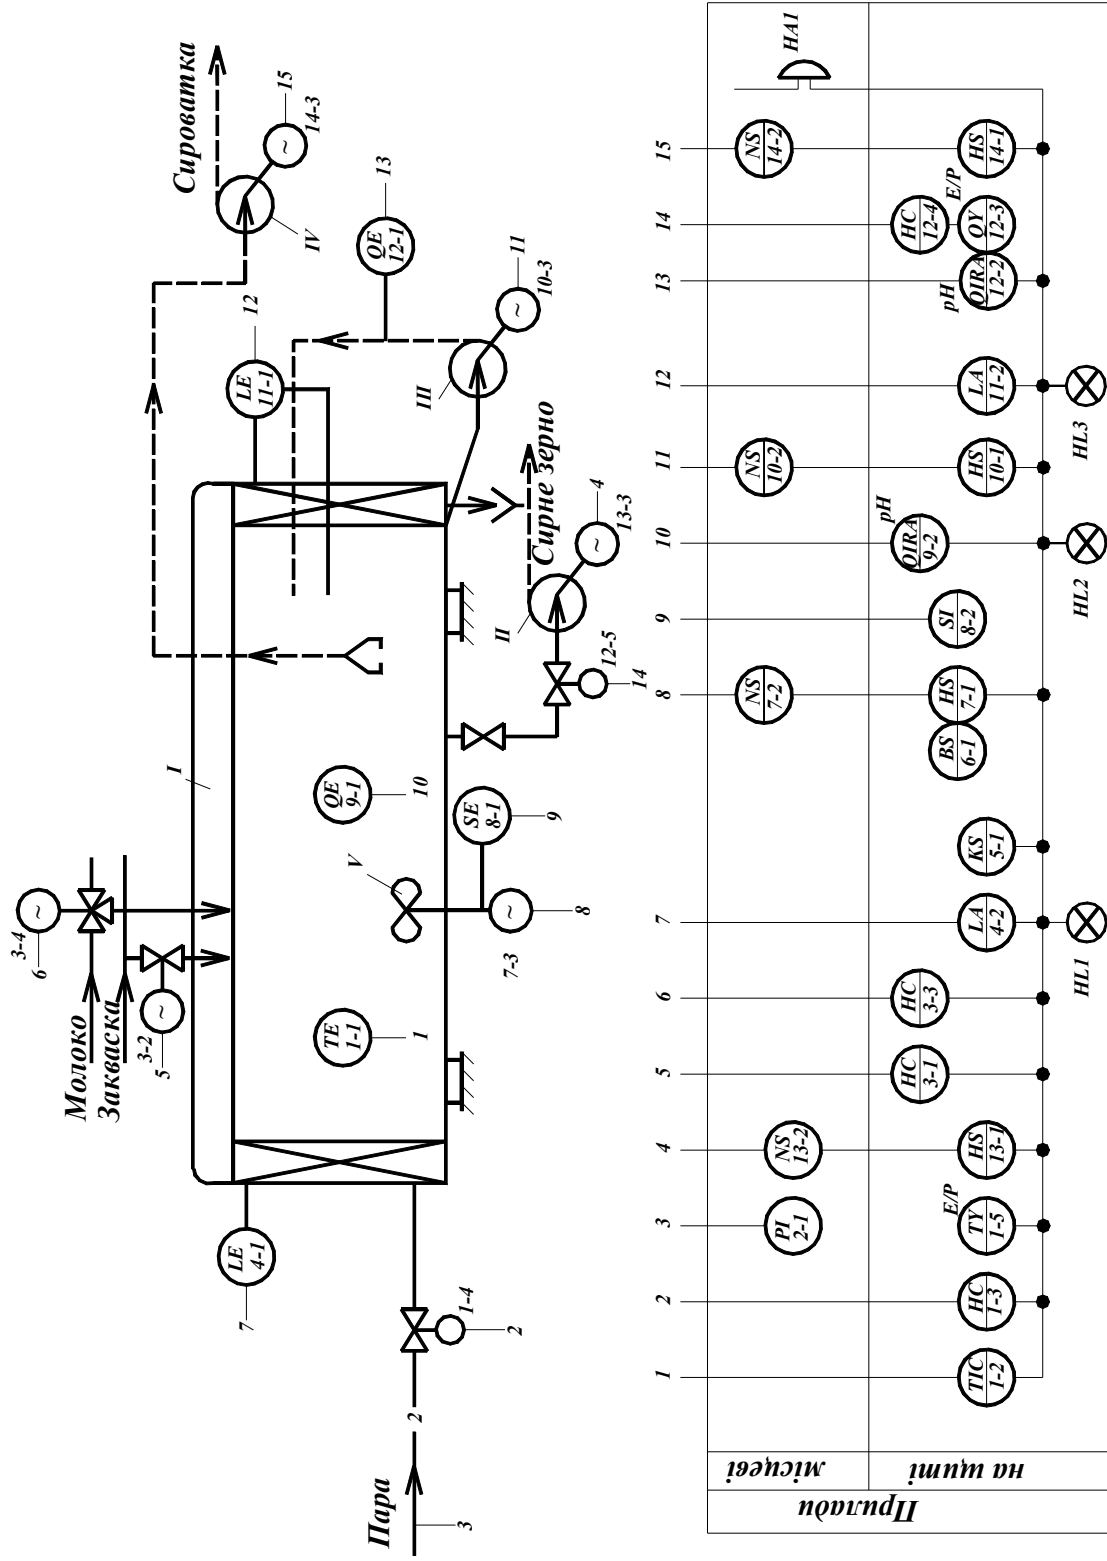 Сироватка
15
14-3
IV
QE
12-1
13
LE
11-1
12
11
10-3
III
Сирне зерно
4
13-3
II
12-5
14
I
QE
9-1
10
SE
8-1
9
V
7-3
8
TE
1-1
1
3-4
6
Молоко
Закваска
3-2
5
LE
4-1
7
1-4
2
2
Пара
3
1
2
3
4
5
6
7
8
9
10
11
12
13
14
15
Прилади
місцеві
PI
2-1
NS
13-2
NS
7-2
NS
10-2
NS
14-2
HA1
на щиті
TIC
1-2
HC
1-3
E/P
TY
1-5
HS
13-1
HC
3-1
HC
3-3
LA
4-2
KS
5-1
BS
6-1
HS
7-1
SI
8-2
pH
QIRA
9-2
HS
10-1
LA
11-2
pH
QIRA
12-2
HC
12-4
E/P
QY
12-3
HS
14-1
HL1
HL2
HL3